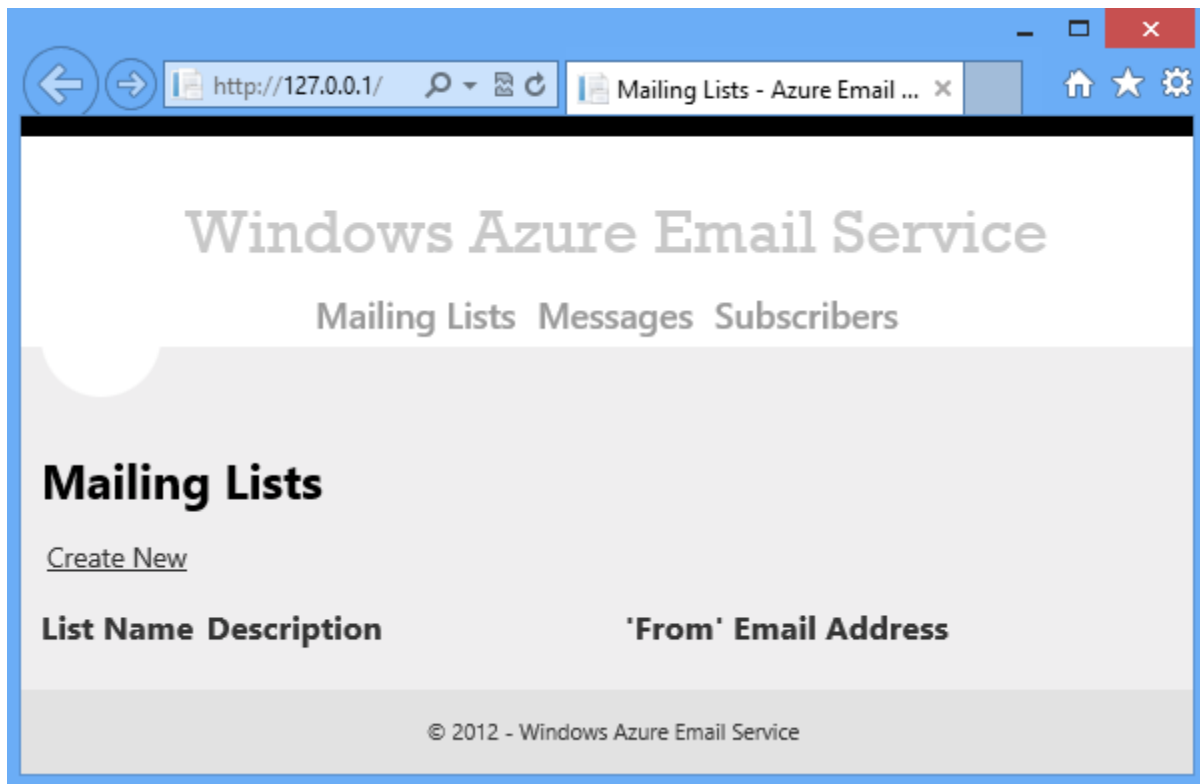 http://127.0.0.1/
Mailing Lists - Azure Email ...
Windows Azure Email Service
Mailing Lists Messages Subscribers
Mailing Lists
Create New
List Name Description 'From' Email Address
© 2012 - Windows Azure Email Service